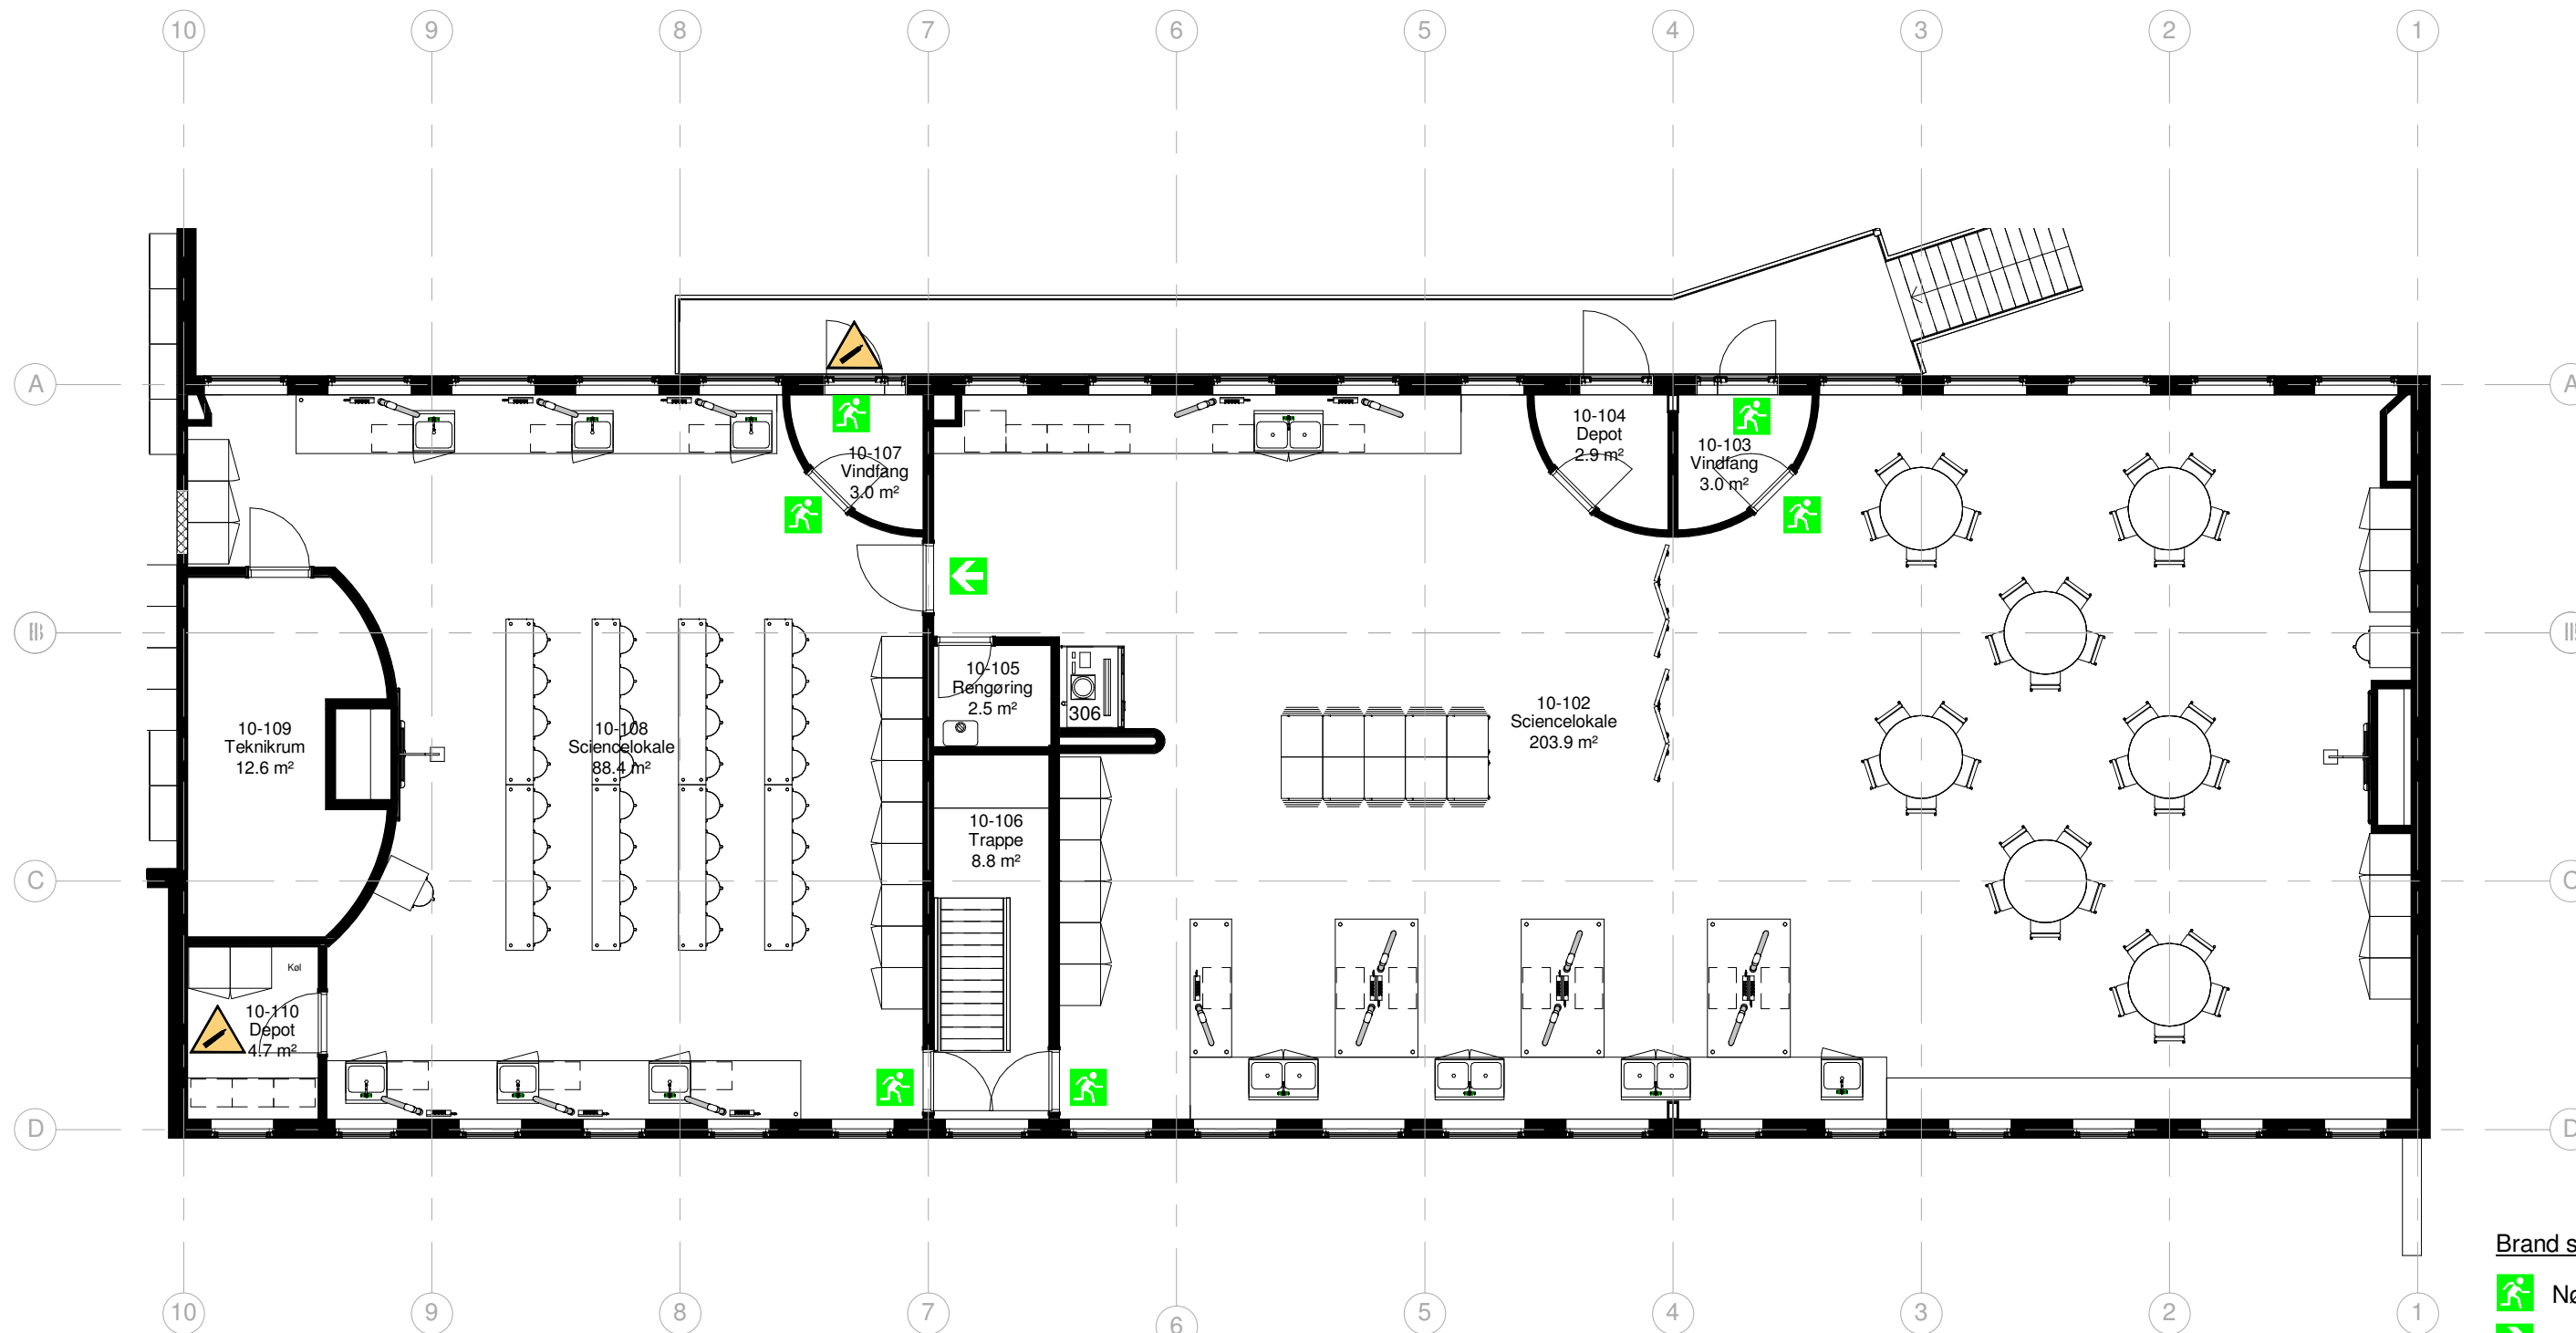 10 9 8 7 6 5 4 3 2 1
A A
10-107
Vindfang
3.0 m²
10-104
Depot
2.9 m²
10-103
Vindfang
3.0 m²
B
10-105
Rengøring
2.5 m²
306
10-109
Teknikrum
12.6 m²
10-108
Sciencelokale
88.4 m²
10-102
Sciencelokale
203.9 m²
10-106
Trappe
8.8 m²
C C
Køl
10-110
Depot
4.7 m²
D D
Brand s
Nø
10 9 8 7 6 5 4 3 2 1